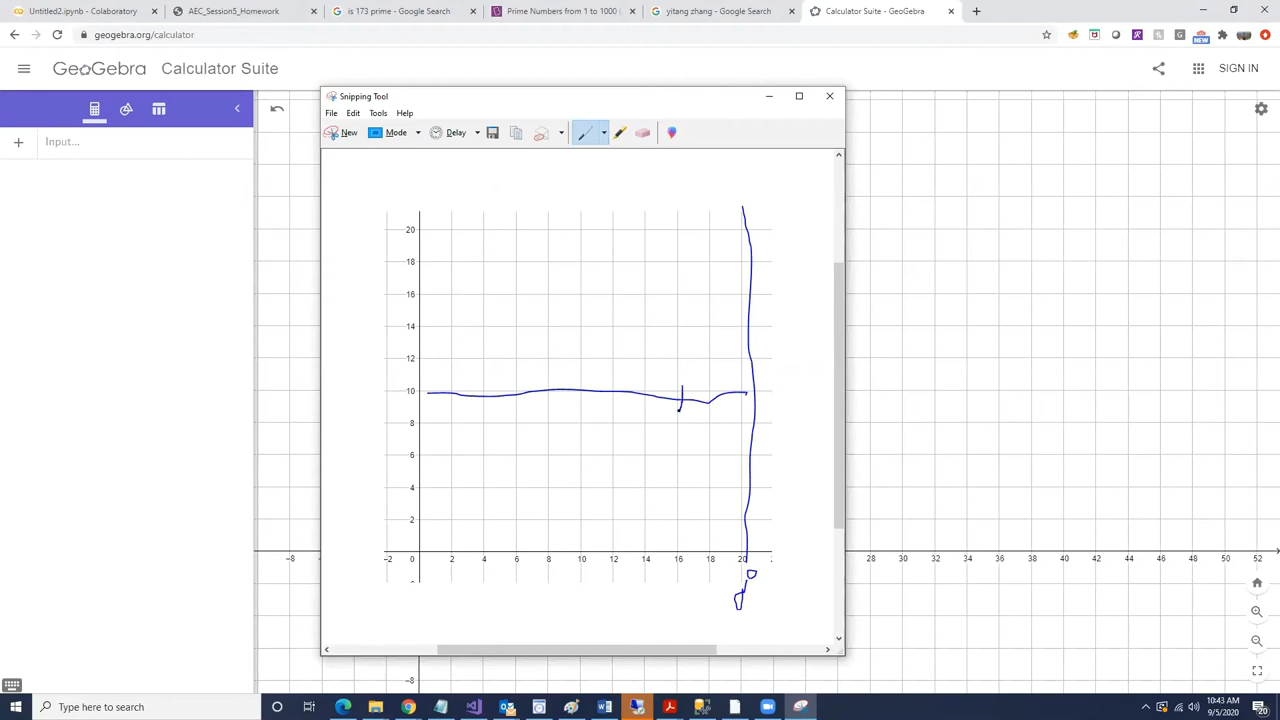 Untitled2.ipynb - Colaboratory
AEC_Session5_Homework
is 173 prime - Google Search
Prime Numbers from 1 to 1000 (
yitang zhang - Google Search
Calculator Suite - GeoGebra
geogebra.org/calculator
NEW
GeoGebra Calculator Suite
SIGN IN
Input...
Snipping Tool
File Edit Tools Help
New Mode Delay
20
18
16
14
12
10
8
6
4
2
-2 0 2 4 6 8 10 12 14 16 18 20
-8
28 30 32 34 36 38 40 42 44 46 48 50 52
-8
Type here to search
10:43 AM
9/5/2020
20